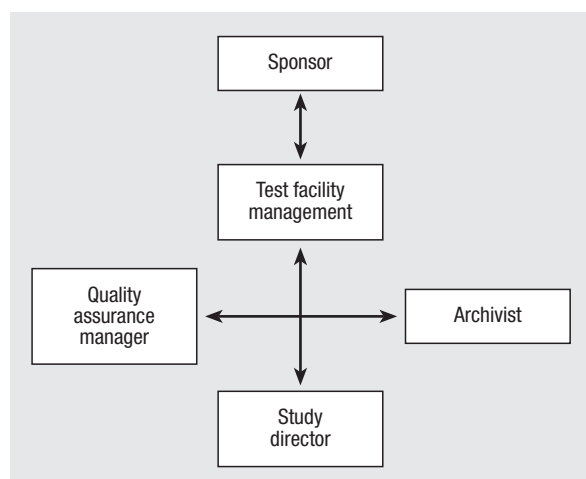 Sponsor
Test facility
management
Quality
assurance
manager
Archivist
Study
director